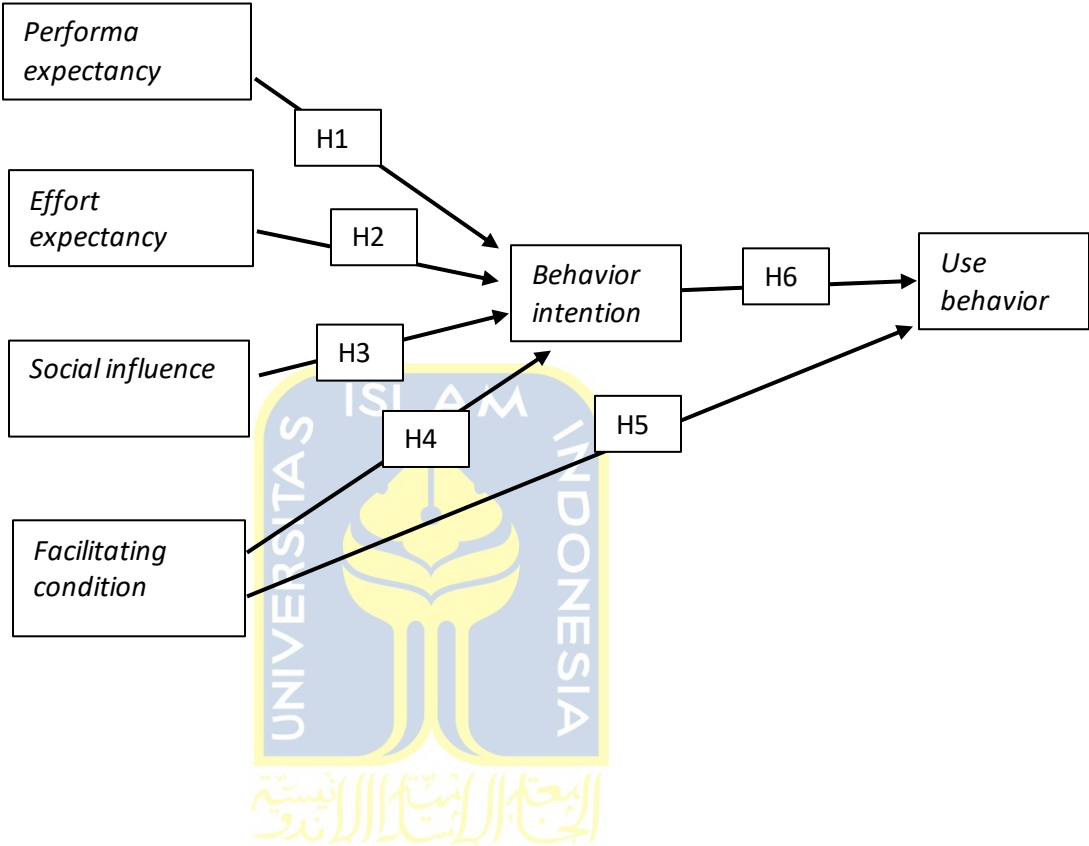 Performa
expectancy
H1
Effort
expectancy
H2
Behavior
intention
H6
Use
behavior
Social influence
H3
H4
H5
Facilitating
condition
UNIVERSITAS
ISLAM
INDONESIA